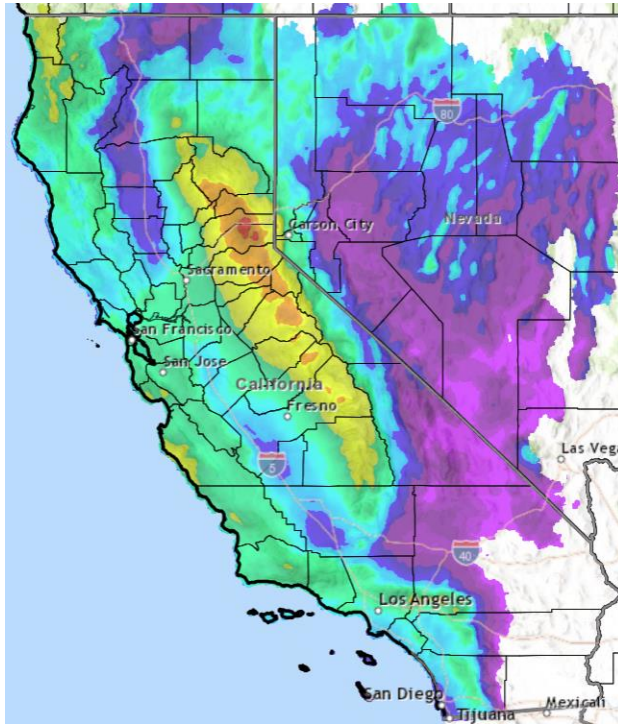 80
Carson City
Nevada
Sacramento
San Francisco
San Jose
California
Fresno
Las Vega
5
40
Los Angeles
San Diego
Tijuana
Mexicali